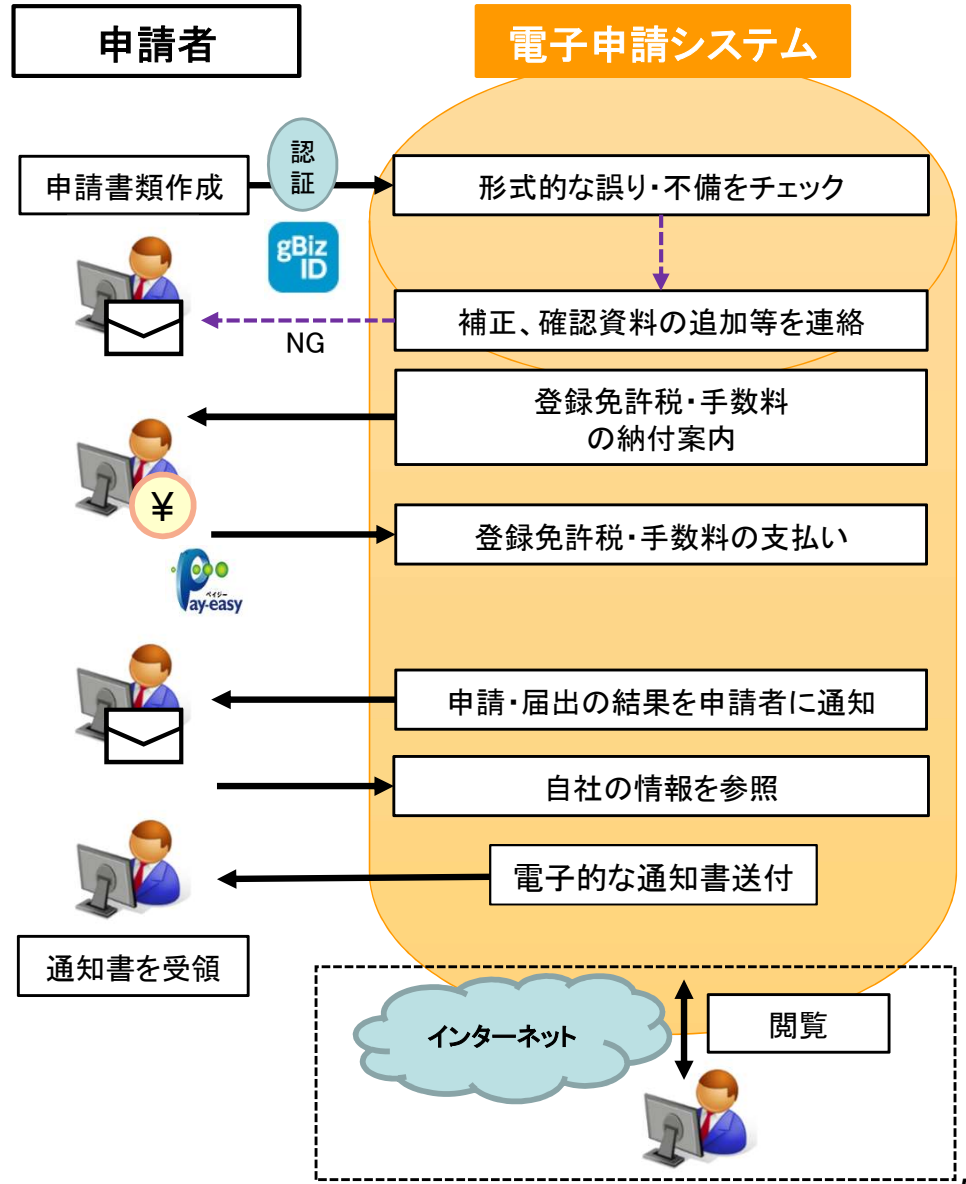 申請者
電子申請システム
認
証
申請書類作成
形式的な誤り・不備をチェック
gBiz
ID
補正、確認資料の追加等を連絡
NG
登録免許税・手数料
の納付案内
¥
登録免許税・手数料の支払い
ペイジー
Pay-easy
申請・届出の結果を申請者に通知
自社の情報を参照
電子的な通知書送付
通知書を受領
インターネット
閲覧